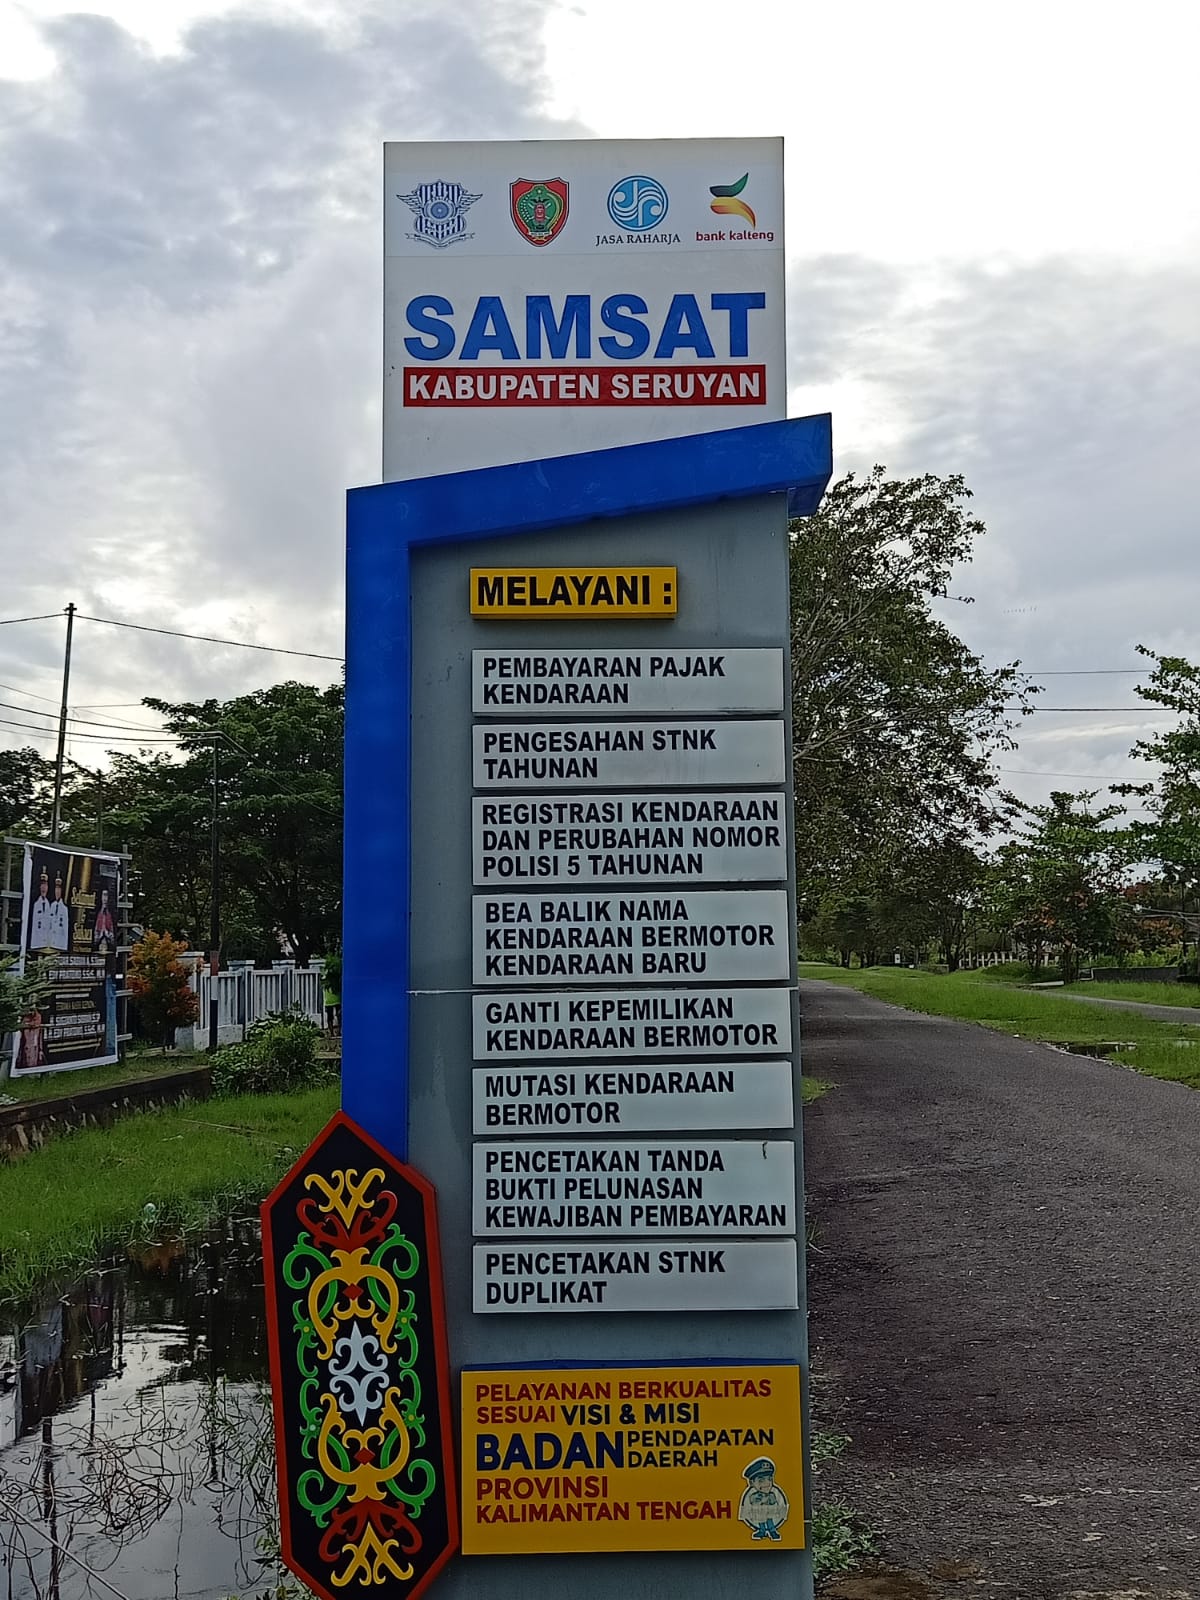 JASA RAHARJA
bank kalteng
SAMSAT
KABUPATEN SERUYAN
MELAYANI :
PEMBAYARAN PAJAK
KENDARAAN
PENGESAHAN STNK
TAHUNAN
REGISTRASI KENDARAAN
DAN PERUBAHAN NOMOR
POLISI 5 TAHUNAN
BEA BALIK NAMA
KENDARAAN BERMOTOR
KENDARAAN BARU
GANTI KEPEMILIKAN
KENDARAAN BERMOTOR
MUTASI KENDARAAN
BERMOTOR
PENCETAKAN TANDA
BUKTI PELUNASAN
KEWAJIBAN PEMBAYARAN
PENCETAKAN STNK
DUPLIKAT
PELAYANAN BERKUALITAS
SESUAI VISI & MISI
BADAN PENDAPATAN
DAERAH
PROVINSI
KALIMANTAN TENGAH